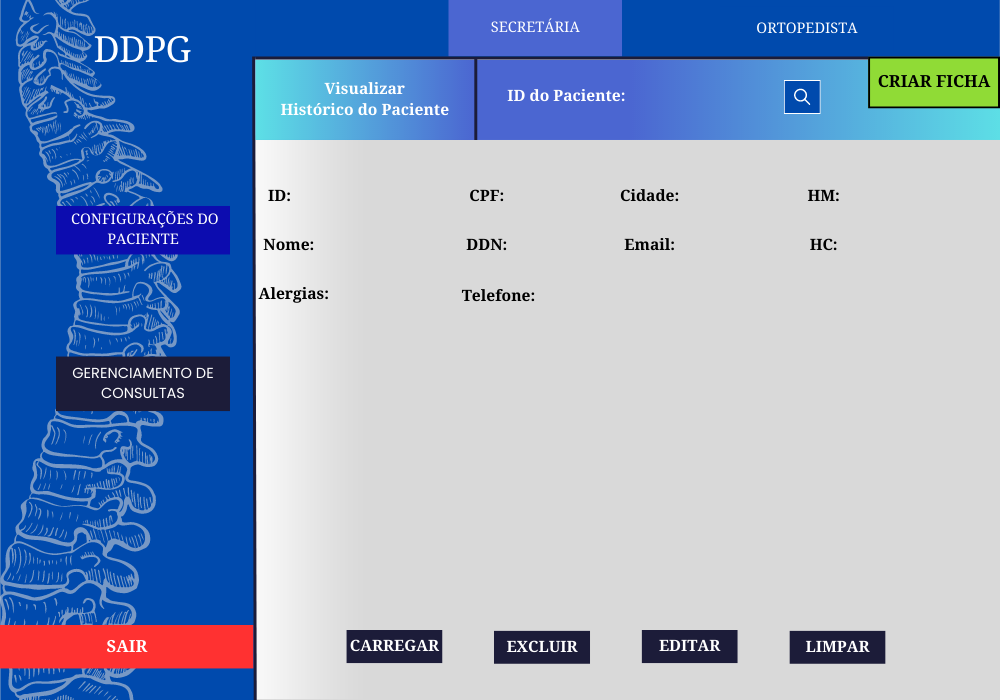 DDPG
SECRETÁRIA
ORTOPEDISTA
Visualizar
Histórico do Paciente
ID do Paciente:
CRIAR FICHA
CONFIGURAÇÕES DO
PACIENTE
GERENCIAMENTO DE
CONSULTAS
SAIR
ID:
CPF:
Cidade:
HM:
Nome:
DDN:
Email:
HC:
Alergias:
Telefone:
CARREGAR
EXCLUIR
EDITAR
LIMPAR